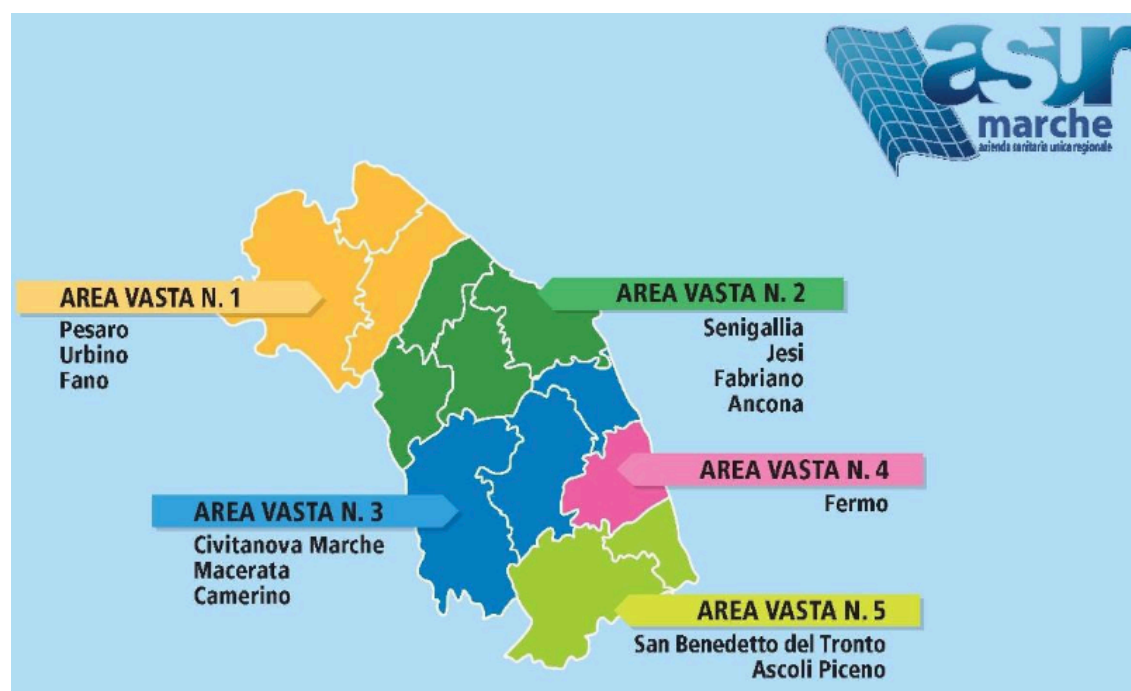 asur
marche
azienda sanitaria unica regionale
AREA VASTA N. 1
Pesaro
Urbino
Fano
AREA VASTA N. 2
Senigallia
Jesi
Fabriano
Ancona
AREA VASTA N. 4
Fermo
AREA VASTA N. 3
Civitanova Marche
Macerata
Camerino
AREA VASTA N. 5
San Benedetto del Tronto
Ascoli Piceno